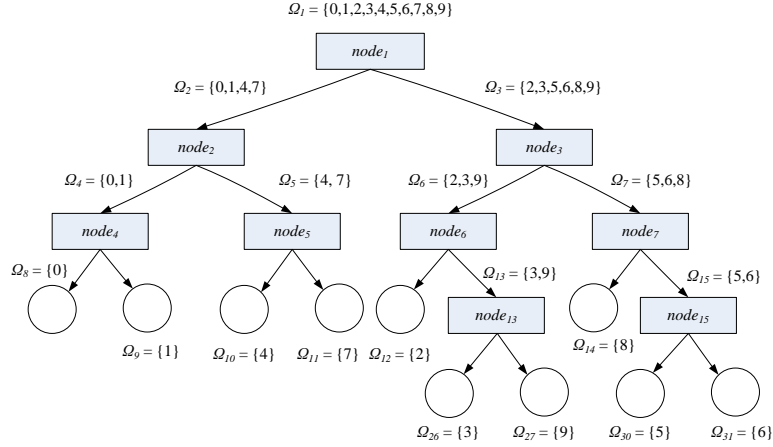 Ω1 = {0,1,2,3,4,5,6,7,8,9}
node1
Ω2 = {0,1,4,7}
Ω3 = {2,3,5,6,8,9}
node2
node3
Ω4 = {0,1}
Ω5 = {4, 7}
Ω6 = {2,3,9}
Ω7 = {5,6,8}
node4
node5
node6
node7
Ω8 = {0}
Ω13 = {3,9}
Ω15 = {5,6}
node13
node15
Ω9 = {1}
Ω10 = {4}
Ω11 = {7}
Ω12 = {2}
Ω14 = {8}
Ω26 = {3}
Ω27 = {9}
Ω30 = {5}
Ω31 = {6}